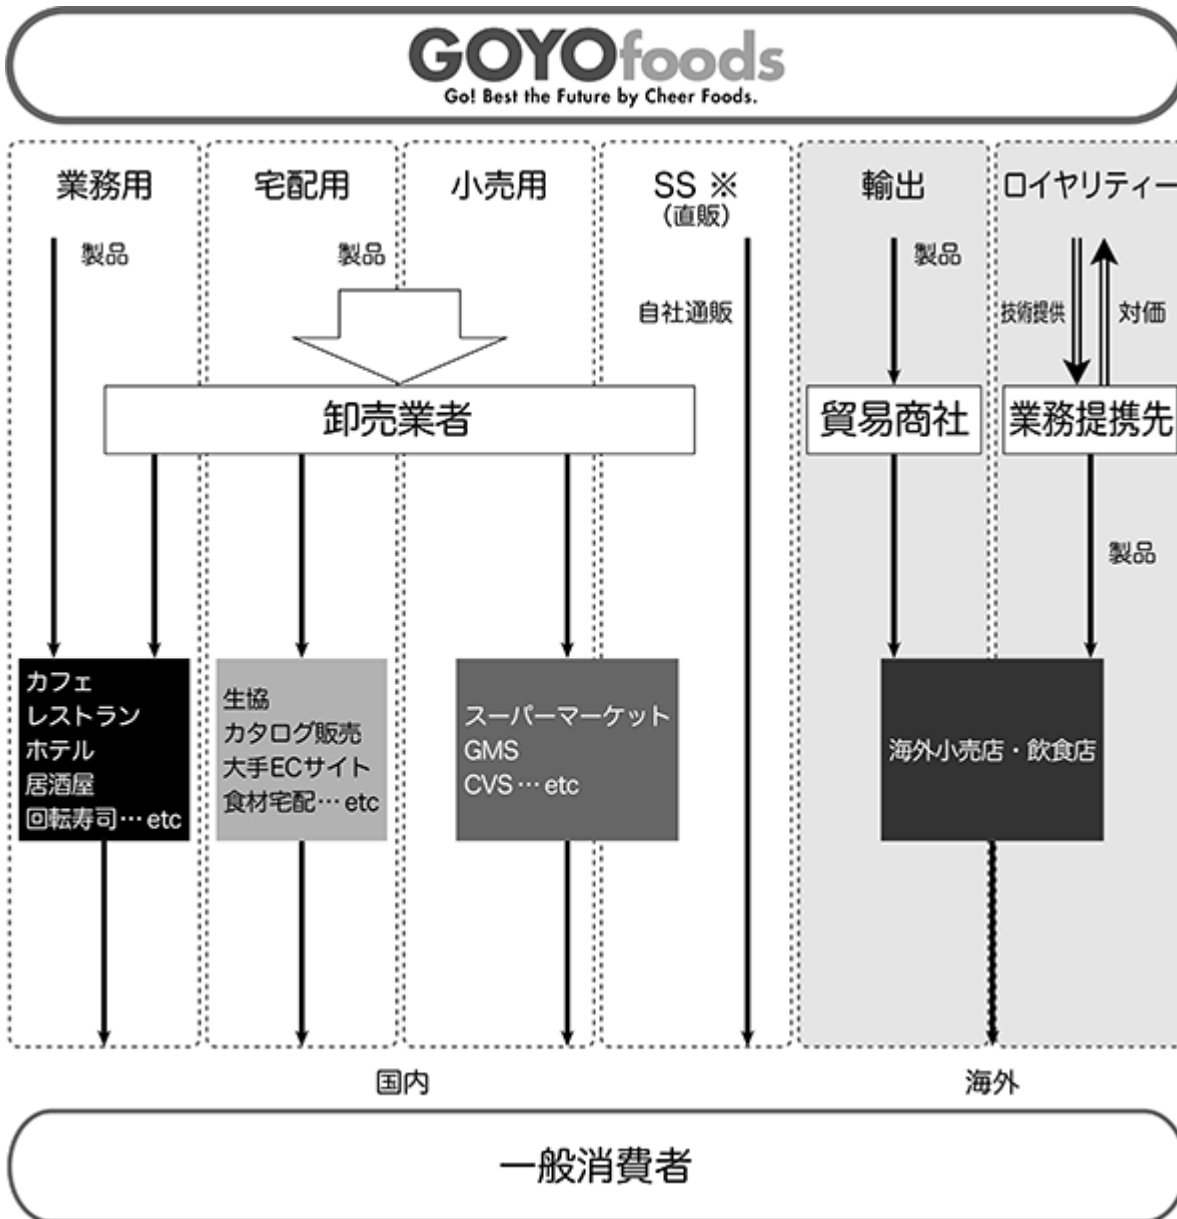 GOYOfoods
Go! Best the Future by Cheer Foods.
業務用
宅配用
小売用
SS ※
(直販)
輸出
ロイヤリティー
製品
製品
自社通販
製品
技術提供
対価
卸売業者
貿易商社
業務提携先
製品
カフェ
レストラン
ホテル
居酒屋
回転寿司…etc
生協
カタログ販売
大手ECサイト
食材宅配…etc
スーパーマーケット
GMS
CVS…etc
海外小売店・飲食店
国内
海外
一般消費者